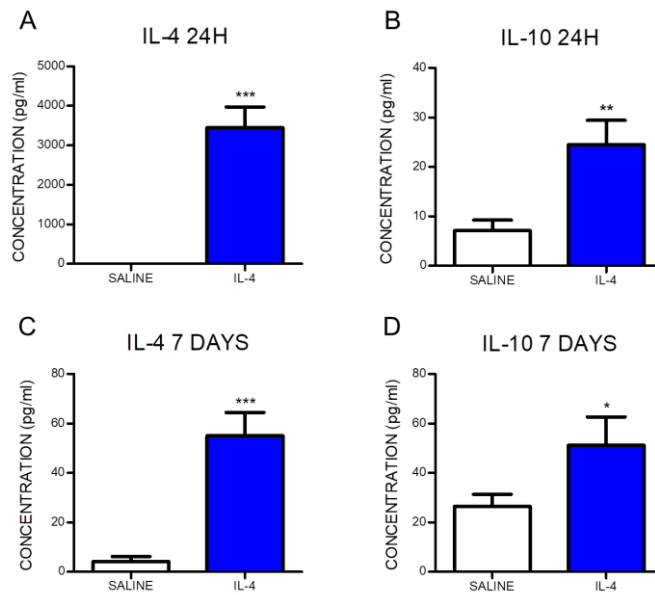 A
IL-4 24H
CONCENTRATION (pg/ml)
5000
4000
3000
2000
1000
0
***
SALINE
IL-4
B
IL-10 24H
CONCENTRATION (pg/ml)
40
30
20
10
0
**
SALINE
IL-4
C
IL-4 7 DAYS
CONCENTRATION (pg/ml)
80
60
40
20
0
***
SALINE
IL-4
D
IL-10 7 DAYS
CONCENTRATION (pg/ml)
80
60
40
20
0
*
SALINE
IL-4